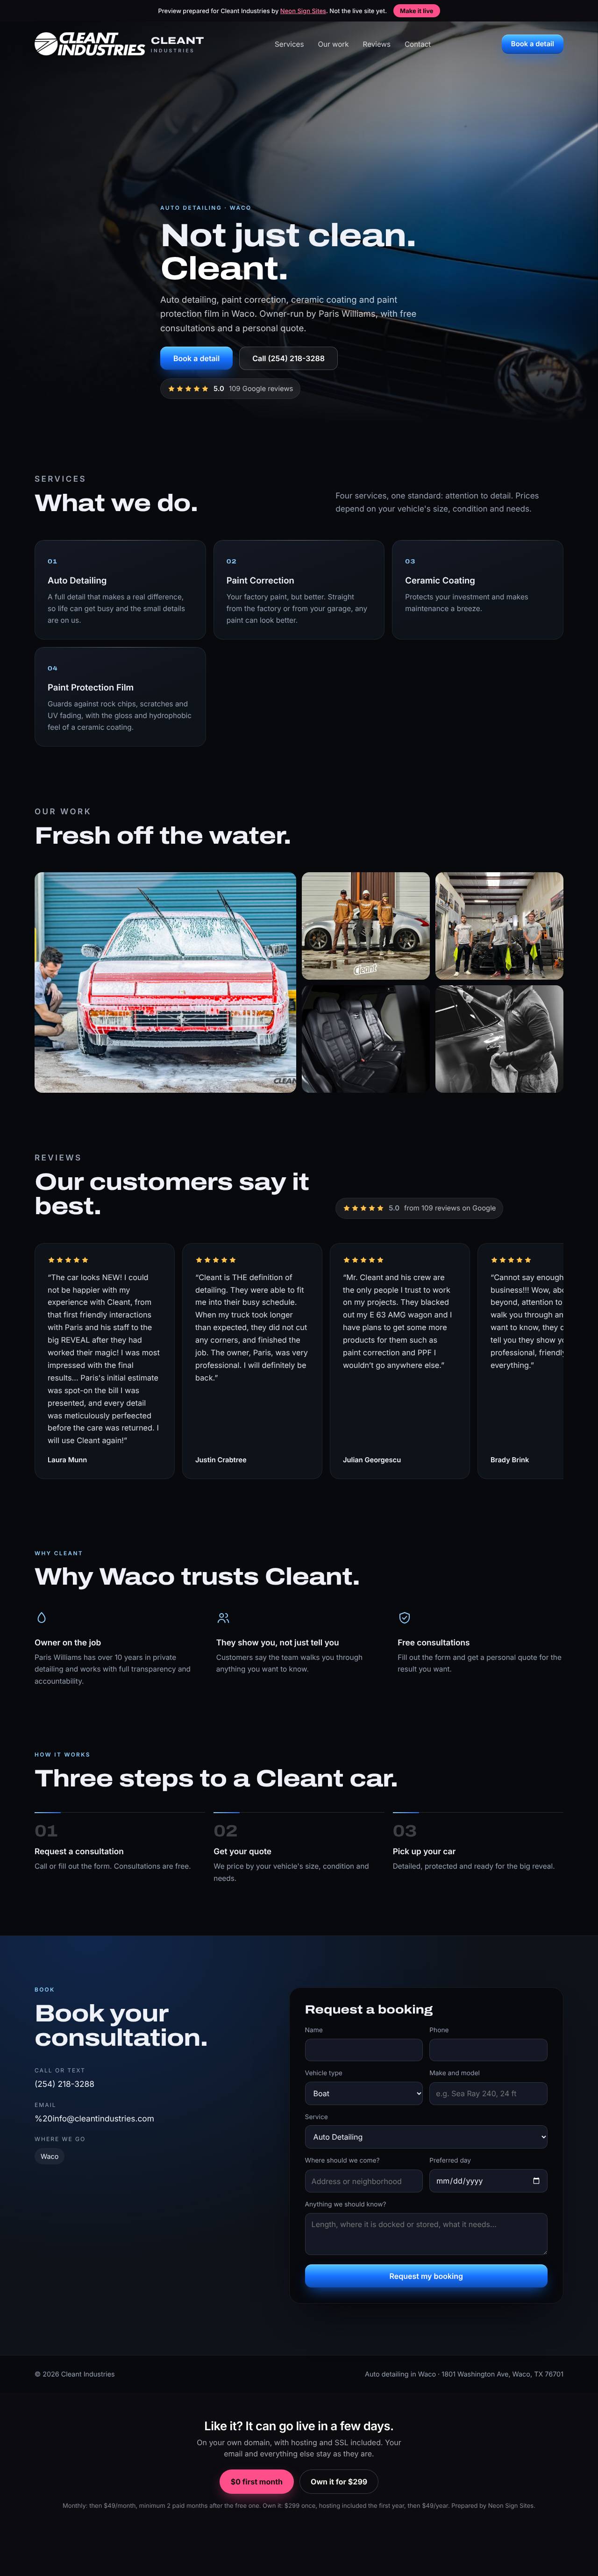 Preview prepared for Cleant Industries by Neon Sign Sites. Not the live site yet. Make it live
CLEANT
INDUSTRIES
CLEANT
INDUSTRIES
Services Our work Reviews Contact
Book a detail
AUTO DETAILING · WACO
Not just clean.
Cleant.
Auto detailing, paint correction, ceramic coating and paint
protection film in Waco. Owner-run by Paris Williams, with free
consultations and a personal quote.
Book a detail Call (254) 218-3288
★★★★★ 5.0 109 Google reviews
SERVICES
What we do.
Four services, one standard: attention to detail. Prices
depend on your vehicle's size, condition and needs.
01
Auto Detailing
A full detail that makes a real difference,
so life can get busy and the small details
are on us.
02
Paint Correction
Your factory paint, but better. Straight
from the factory or from your garage, any
paint can look better.
03
Ceramic Coating
Protects your investment and makes
maintenance a breeze.
04
Paint Protection Film
Guards against rock chips, scratches and
UV fading, with the gloss and hydrophobic
feel of a ceramic coating.
OUR WORK
Fresh off the water.
CLEAN
Cleant
REVIEWS
Our customers say it
best.
★★★★★ 5.0 from 109 reviews on Google
★★★★★
“The car looks NEW! I could
not be happier with my
experience with Cleant, from
that first friendly interactions
with Paris and his staff to the
big REVEAL after they had
worked their magic! I was most
impressed with the final
results... Paris's initial estimate
was spot-on the bill I was
presented, and every detail
was meticulously perfeected
before the care was returned. I
will use Cleant again!”
Laura Munn
★★★★★
“Cleant is THE definition of
detailing. They were able to fit
me into their busy schedule.
When my truck took longer
than expected, they did not cut
any corners, and finished the
job. The owner, Paris, was very
professional. I will definitely be
back.”
Justin Crabtree
★★★★★
“Mr. Cleant and his crew are
the only people I trust to work
on my projects. They blacked
out my E 63 AMG wagon and I
have plans to get some more
products for them such as
paint correction and PPF I
wouldn’t go anywhere else.”
Julian Georgescu
★★★★★
“Cannot say enough
business!!! Wow, abo
beyond, attention to
walk you through an
want to know, they d
tell you they show yo
professional, friendly
everything.”
Brady Brink
WHY CLEANT
Why Waco trusts Cleant.
Owner on the job
Paris Williams has over 10 years in private
detailing and works with full transparency and
accountability.
They show you, not just tell you
Customers say the team walks you through
anything you want to know.
Free consultations
Fill out the form and get a personal quote for the
result you want.
HOW IT WORKS
Three steps to a Cleant car.
01
Request a consultation
Call or fill out the form. Consultations are free.
02
Get your quote
We price by your vehicle's size, condition and
needs.
03
Pick up your car
Detailed, protected and ready for the big reveal.
BOOK
Book your
consultation.
CALL OR TEXT
(254) 218-3288
EMAIL
%20info@cleantindustries.com
WHERE WE GO
Waco
Request a booking
Name Phone
Vehicle type Make and model
Boat e.g. Sea Ray 240, 24 ft
Service
Auto Detailing
Where should we come? Preferred day
Address or neighborhood mm/dd/yyyy
Anything we should know?
Length, where it is docked or stored, what it needs...
Request my booking
© 2026 Cleant Industries
Auto detailing in Waco · 1801 Washington Ave, Waco, TX 76701
Like it? It can go live in a few days.
On your own domain, with hosting and SSL included. Your
email and everything else stay as they are.
$0 first month Own it for $299
Monthly: then $49/month, minimum 2 paid months after the free one. Own it: $299 once, hosting included the first year, then $49/year. Prepared by Neon Sign Sites.